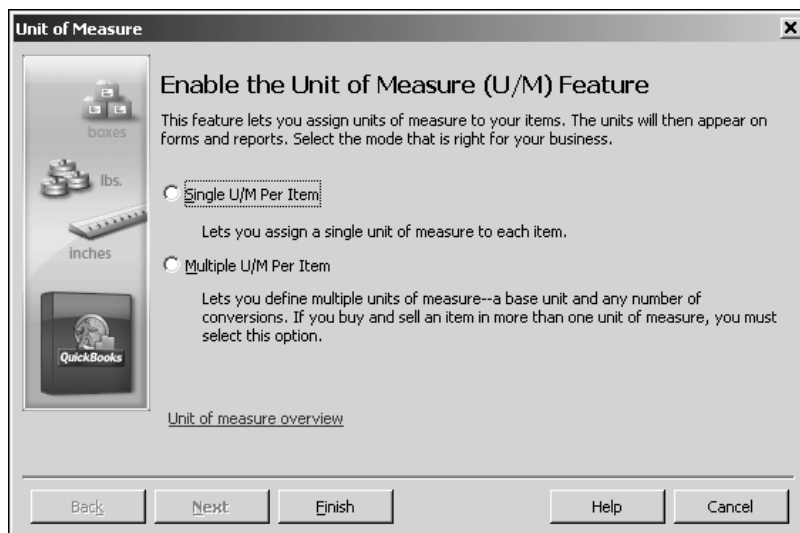 Unit of Measure
boxes
lbs.
inches
QuickBooks
Enable the Unit of Measure (U/M) Feature
This feature lets you assign units of measure to your items. The units will then appear on
forms and reports. Select the mode that is right for your business.
Single U/M Per Item
Lets you assign a single unit of measure to each item.
Multiple U/M Per Item
Lets you define multiple units of measure--a base unit and any number of
conversions. If you buy and sell an item in more than one unit of measure, you must
select this option.
Unit of measure overview
Back
Next
Finish
Help
Cancel